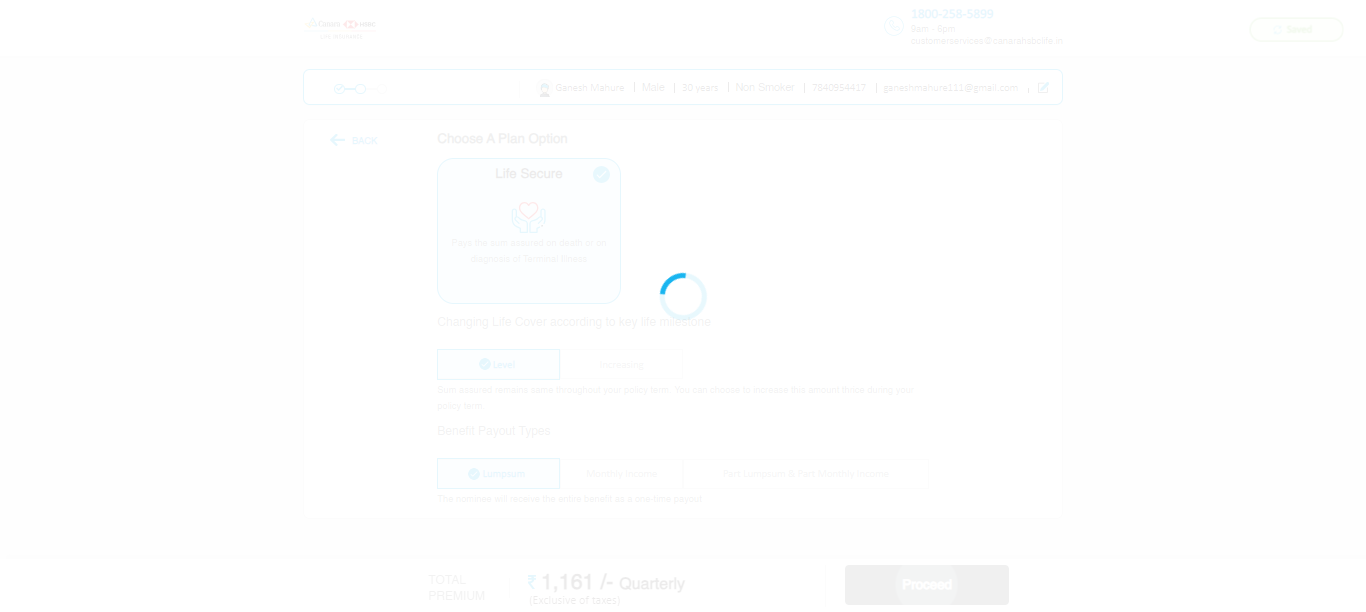 Canara HSBC
LIFE INSURANCE
1800-258-5899
9am - 6pm
customerservice@canarahsbclife.in
Saved
Ganesh Mahure | Male | 30 years | Non Smoker | 7840954417 | ganeshmahure111@gmail.com
BACK
Choose A Plan Option
Life Secure
Pays the sum assured on death or on
diagnosis of Terminal Illness
Changing Life Cover according to key life milestone
Level Increasing
Sum assured remains same throughout your policy term. You can choose to increase this amount thrice during your
policy term.
Benefit Payout Types
Lumpsum Monthly Income Part Lumpsum & Part Monthly Income
The nominee will receive the entire benefit as a one-time payout
TOTAL
PREMIUM
₹ 1,161 /- Quarterly
(Exclusive of taxes)
Proceed